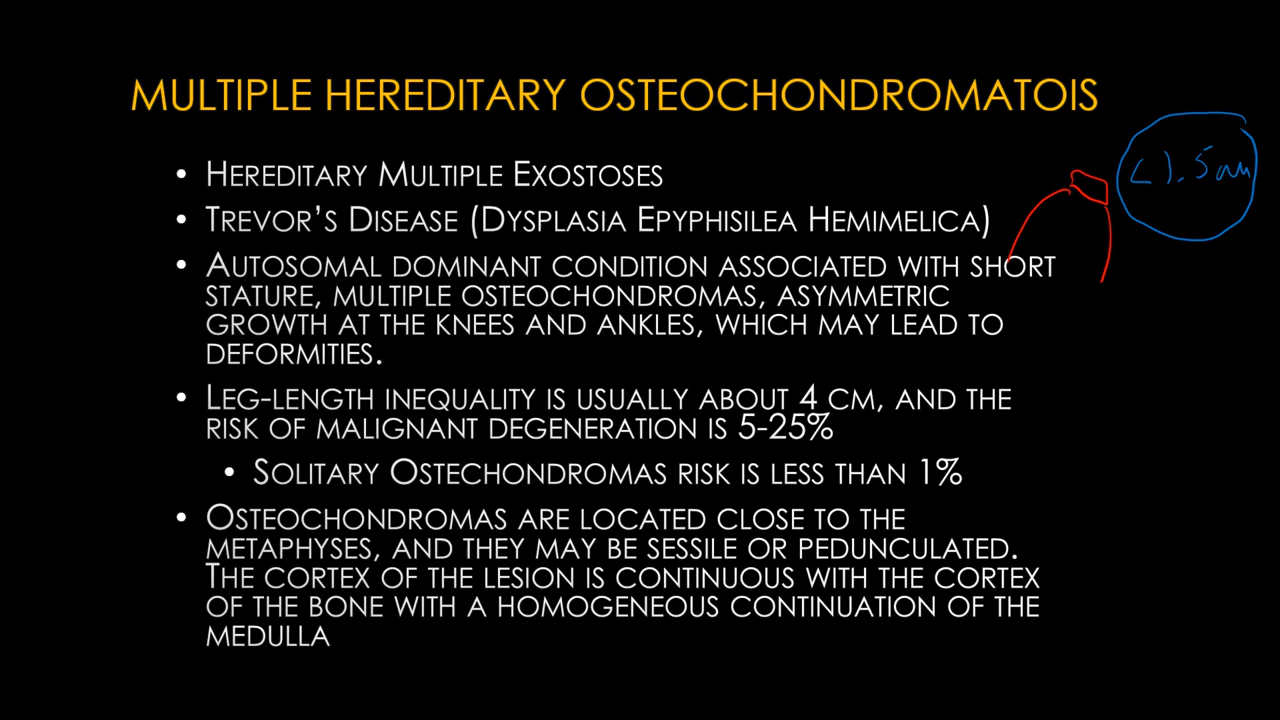 MULTIPLE HEREDITARY OSTEOCHONDROMATOIS
• HEREDITARY MULTIPLE EXOSTOSES
• TREVOR'S DISEASE (DYSPLASIA EPYPHISILEA HEMIMELICA)
• AUTOSOMAL DOMINANT CONDITION ASSOCIATED WITH SHORT
STATURE, MULTIPLE OSTEOCHONDROMAS, ASYMMETRIC
GROWTH AT THE KNEES AND ANKLES, WHICH MAY LEAD TO
DEFORMITIES.
• LEG-LENGTH INEQUALITY IS USUALLY ABOUT 4 CM, AND THE
RISK OF MALIGNANT DEGENERATION IS 5-25%
• SOLITARY OSTECHONDROMAS RISK IS LESS THAN 1%
• OSTEOCHONDROMAS ARE LOCATED CLOSE TO THE
METAPHYSES, AND THEY MAY BE SESSILE OR PEDUNCULATED.
THE CORTEX OF THE LESION IS CONTINUOUS WITH THE CORTEX
OF THE BONE WITH A HOMOGENEOUS CONTINUATION OF THE
MEDULLA
<1.5cm